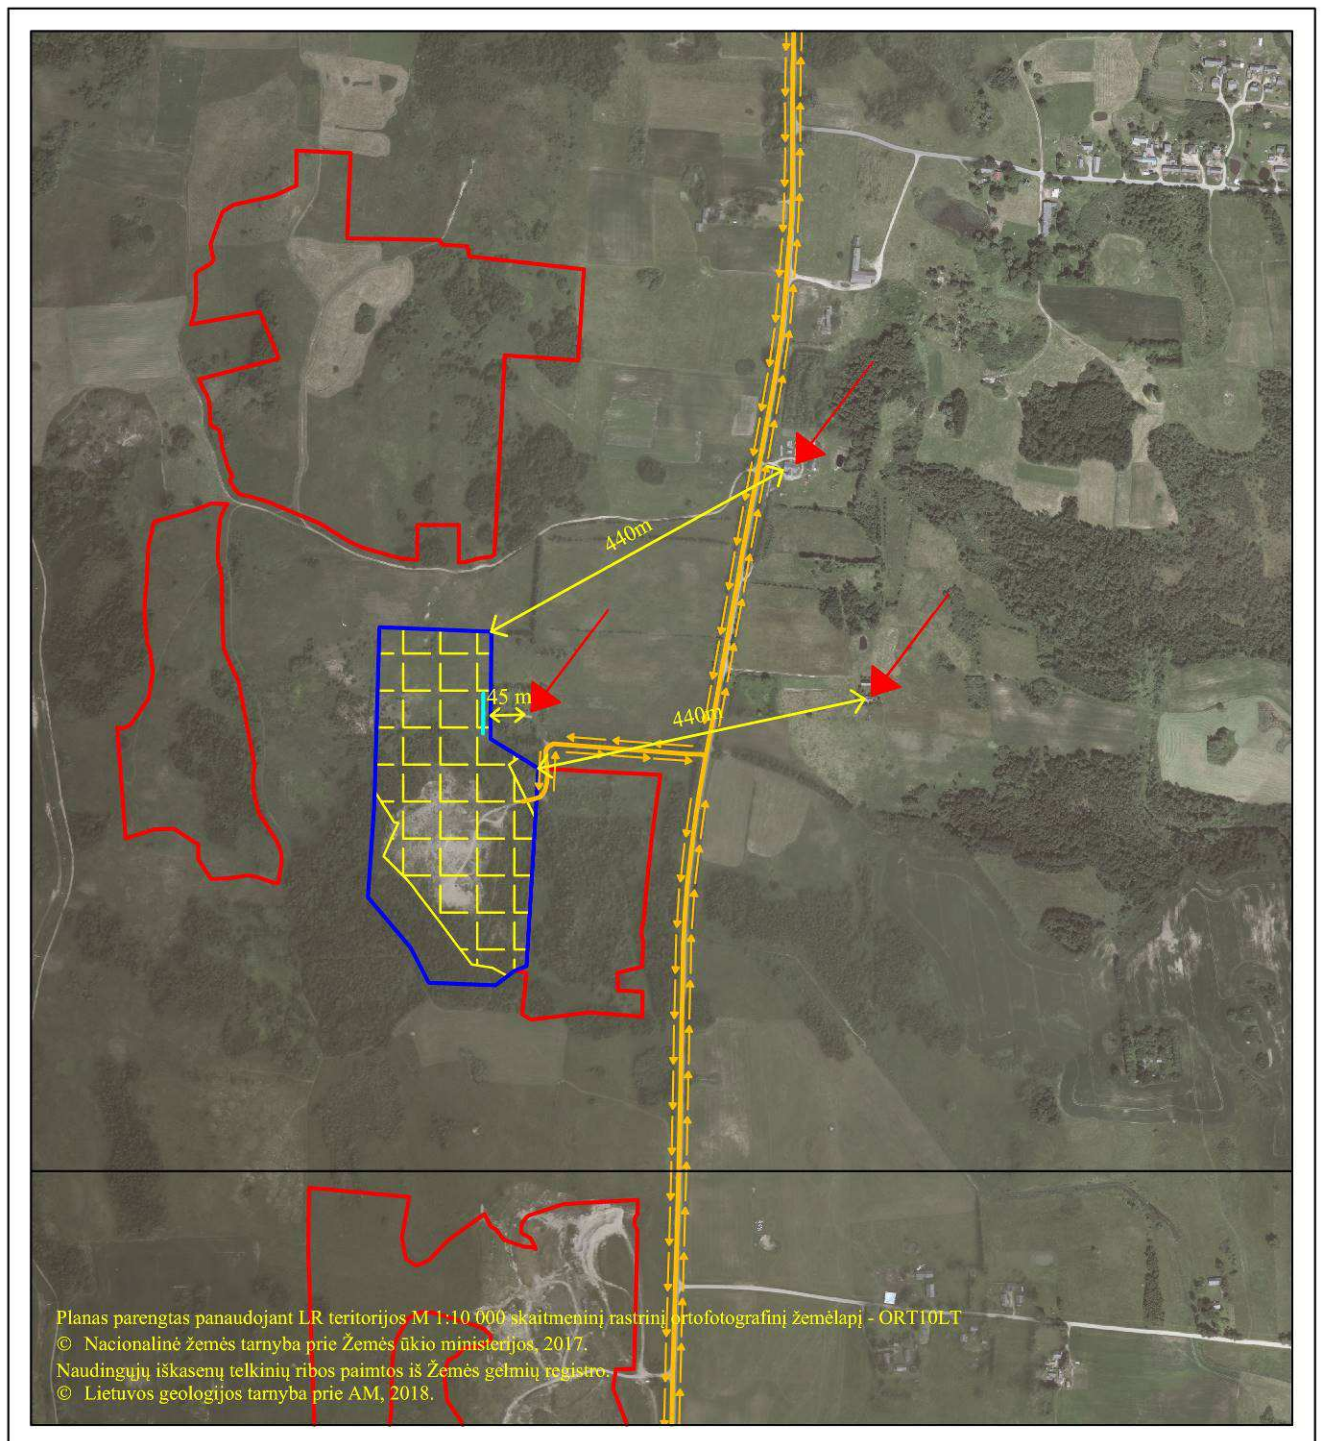 440m
45 m
440m
Planas parengtas panaudojant LR teritorijos M 1:10 000 skaitmeninį rastrinį ortofotografinį žemėlapį - ORT10LT
© Nacionalinė žemės tarnyba prie Žemės ūkio ministerijos, 2017.
Naudingųjų iškasenų telkinių ribos paimtos iš Žemės gelmių registro.
© Lietuvos geologijos tarnyba prie AM, 2018.